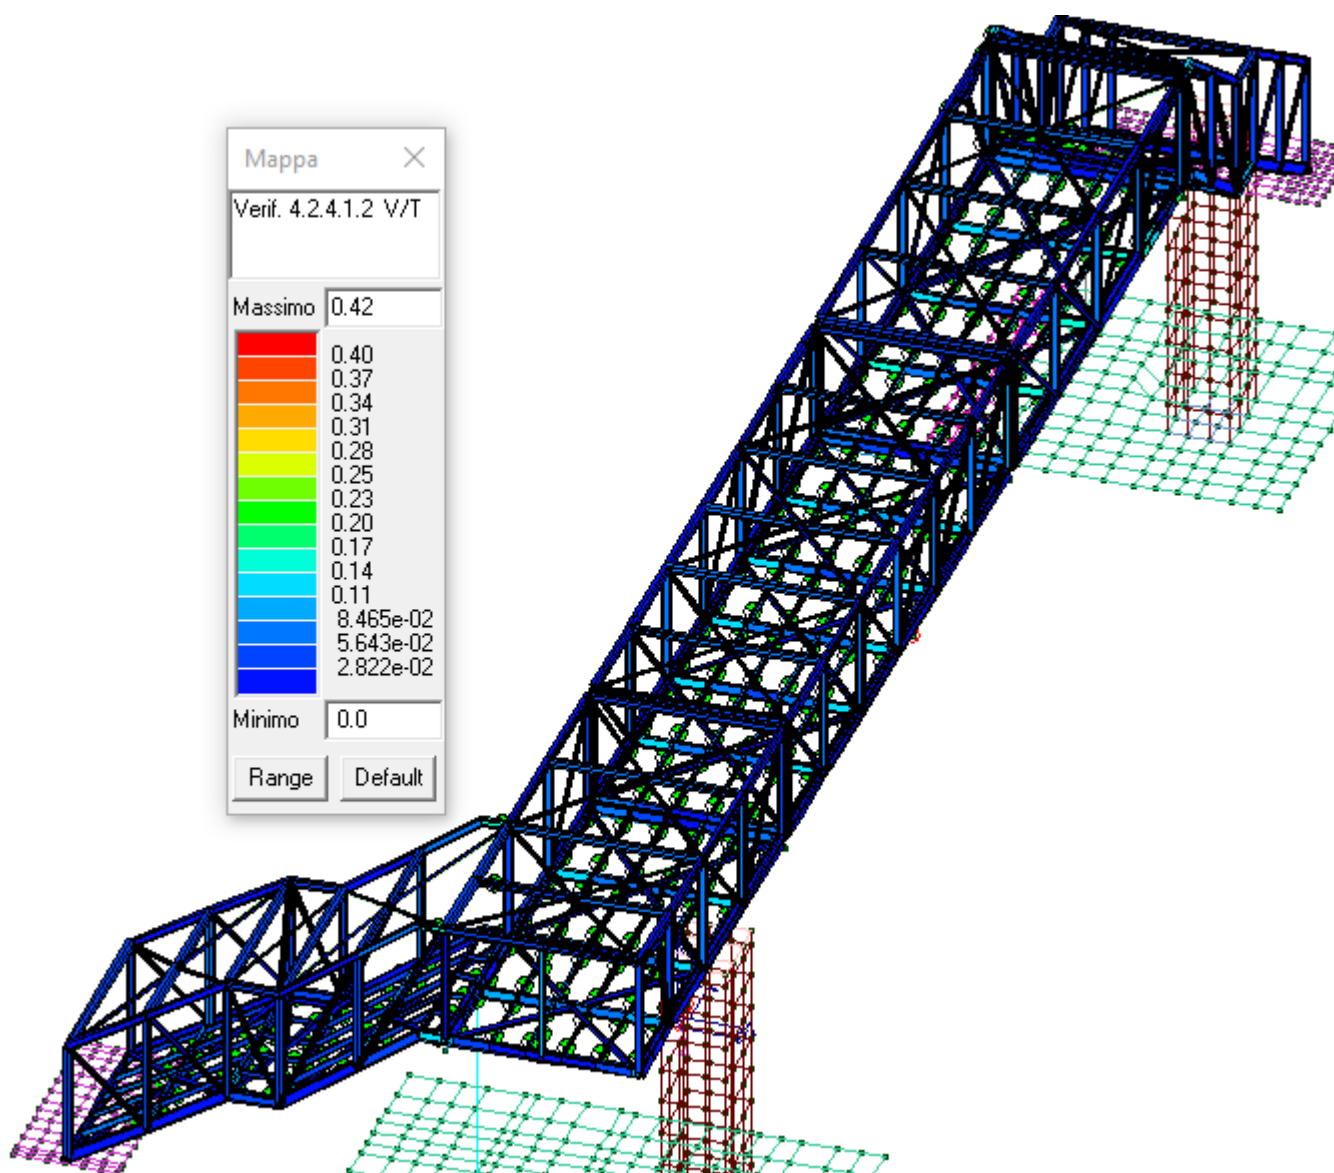 Mappa
Verif. 4.2.4.1.2 V/T
Massimo 0.42
0.40
0.37
0.34
0.31
0.28
0.25
0.23
0.20
0.17
0.14
0.11
8.465e-02
5.643e-02
2.822e-02
Minimo 0.0
Range Default